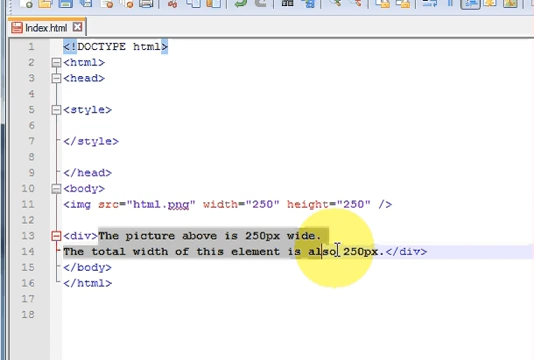 Index.html
1 <!DOCTYPE html>
2 <html>
3 <head>
4
5 <style>
6
7 </style>
8
9 </head>
10 <body>
11 <img src="html.png" width="250" height="250" />
12
13 <div>The picture above is 250px wide.
14 The total width of this element is also 250px.</div>
15 </body>
16 </html>
17
18